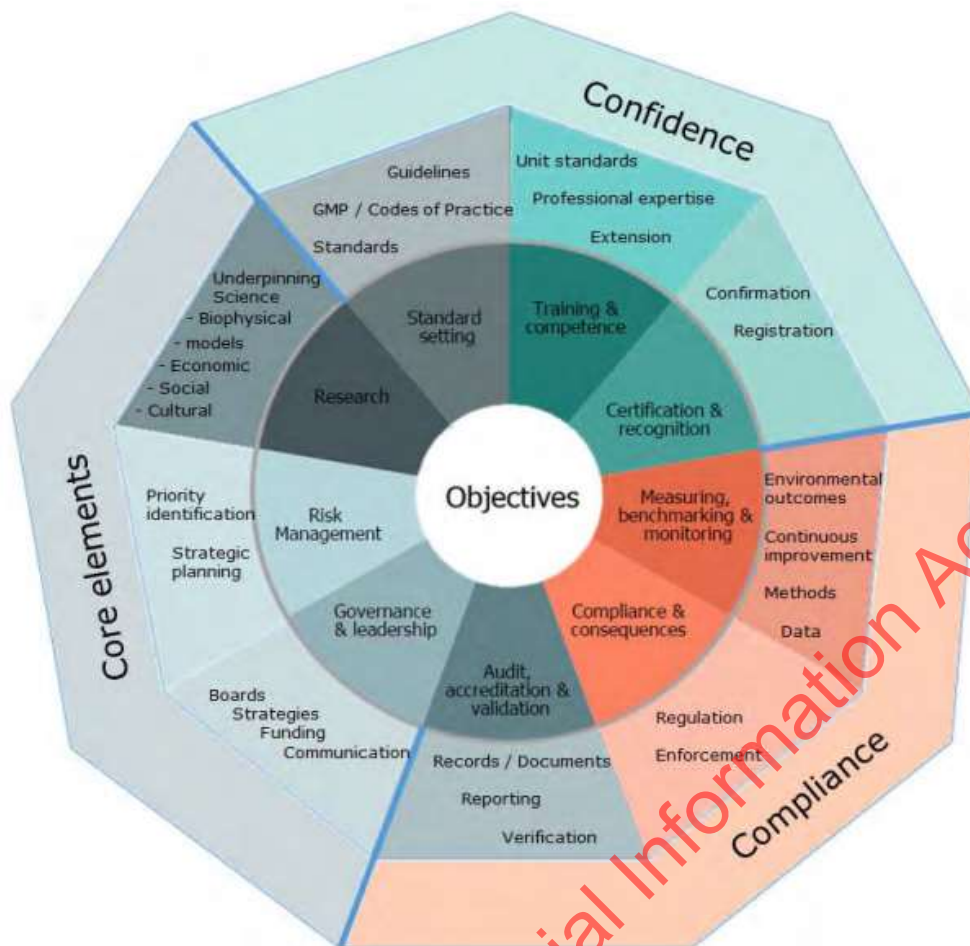 Confidence
Guidelines
GMP / Codes of Practice
Standards
Unit standards
Professional expertise
Extension
Underpinning
Science
- Biophysical
- models
- Economic
- Social
- Cultural
Standard
setting
Training &
competence
Confirmation
Registration
Research
Certification &
recognition
Core elements
Priority
identification
Strategic
planning
Risk
Management
Objectives
Measuring,
benchmarking &
monitoring
Environmental
outcomes
Continuous
improvement
Methods
Data
Governance
& leadership
Compliance &
consequences
Audit,
accreditation &
validation
Boards
Strategies
Funding
Communication
Records / Documents
Reporting
Verification
Regulation
Enforcement
Compliance
Information